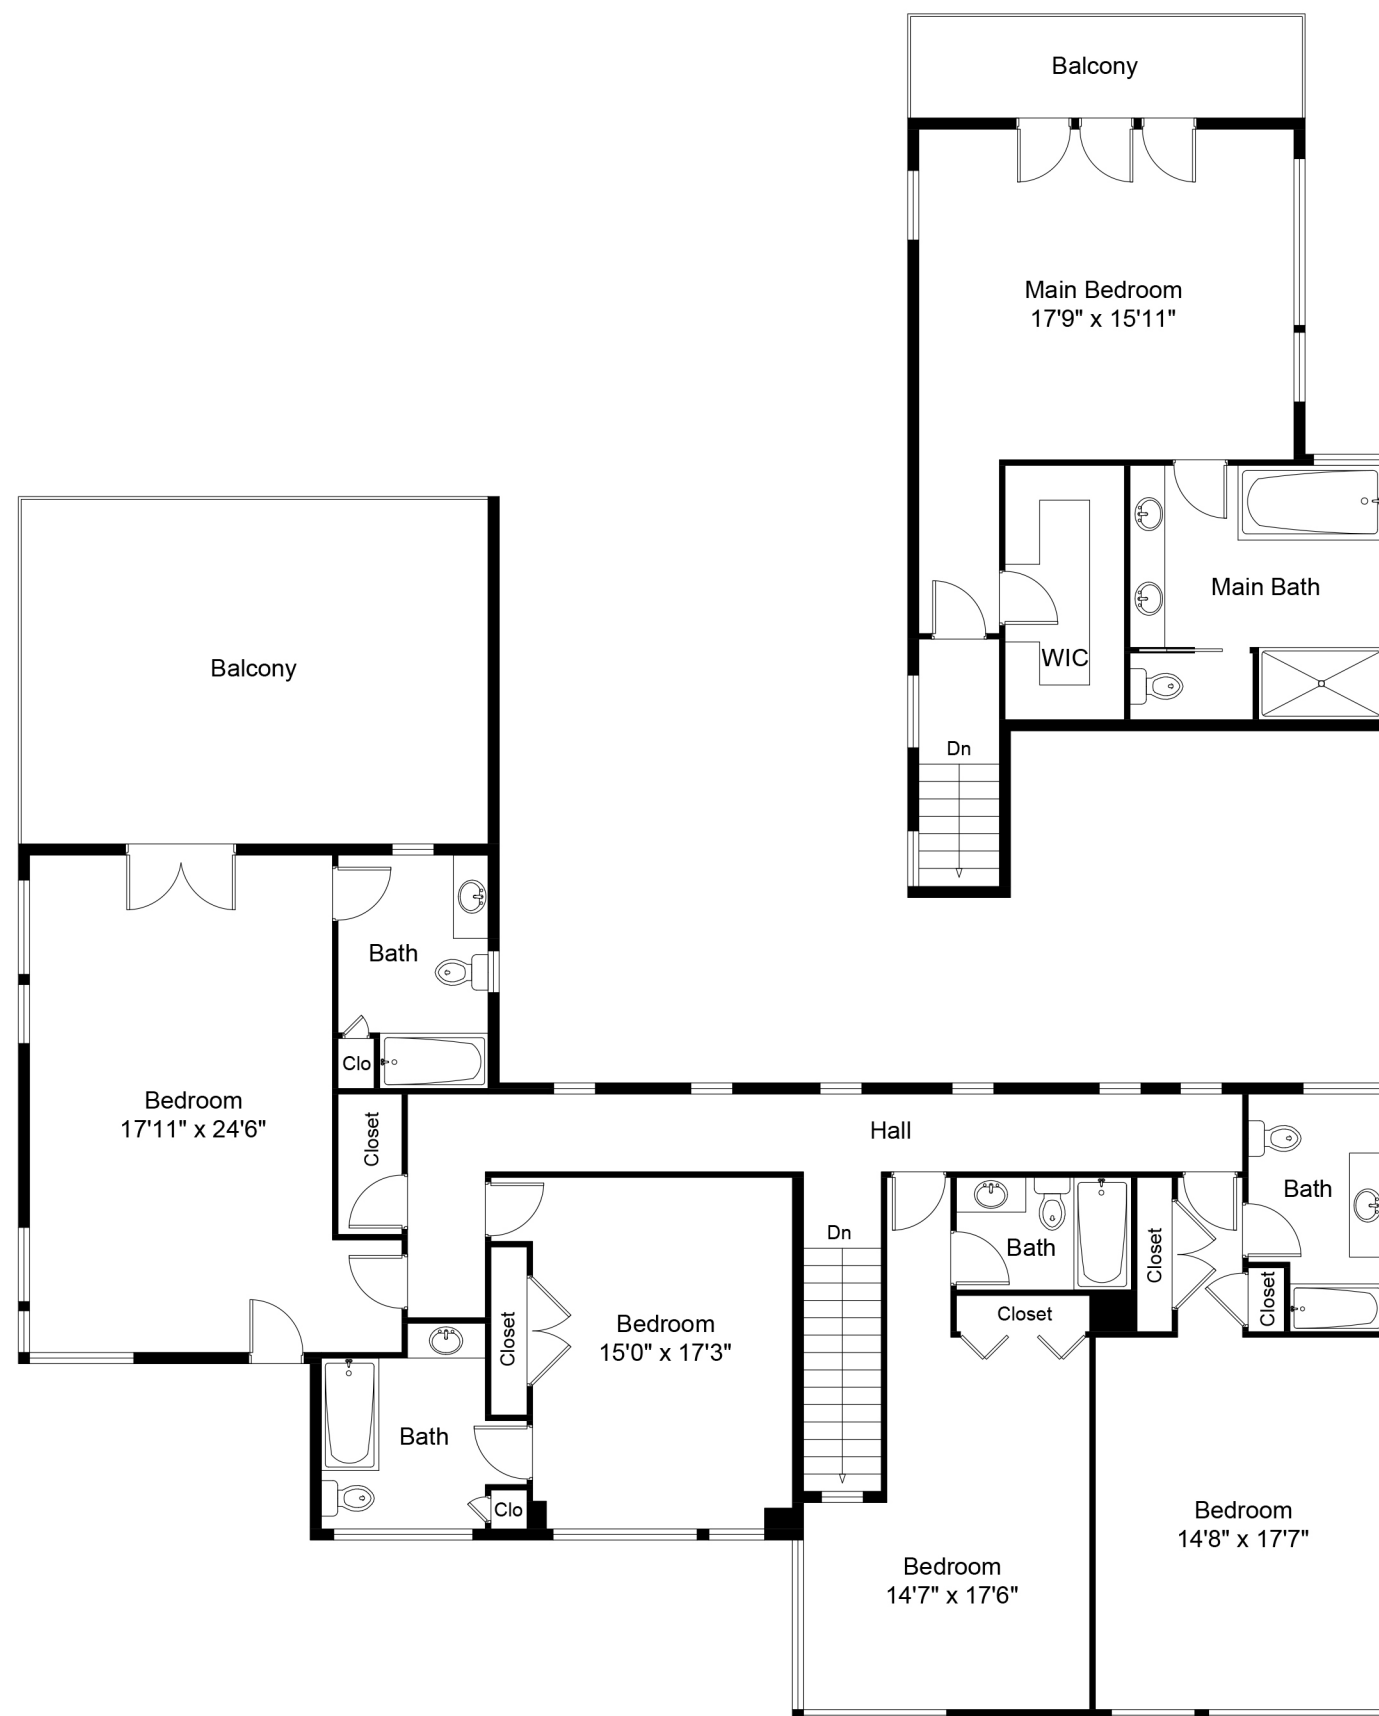 Balcony
Main Bedroom
17'9" x 15'11"
Main Bath
WIC
Balcony
Dn
Bath
Clo
Bedroom
17'11" x 24'6"
Closet
Hall
Bath
Dn
Bath
Closet
Closet
Closet
Bedroom
15'0" x 17'3"
Closet
Bath
Clo
Bedroom
14'8" x 17'7"
Bedroom
14'7" x 17'6"